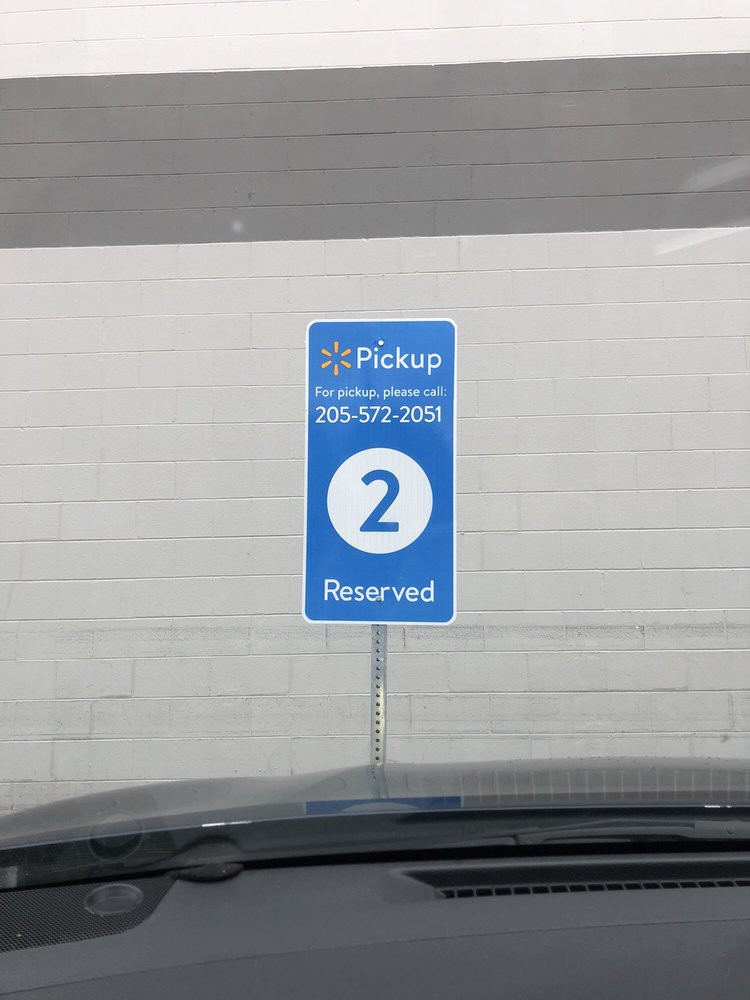 Pickup
For pickup, please call:
205-572-2051
2
Reserved